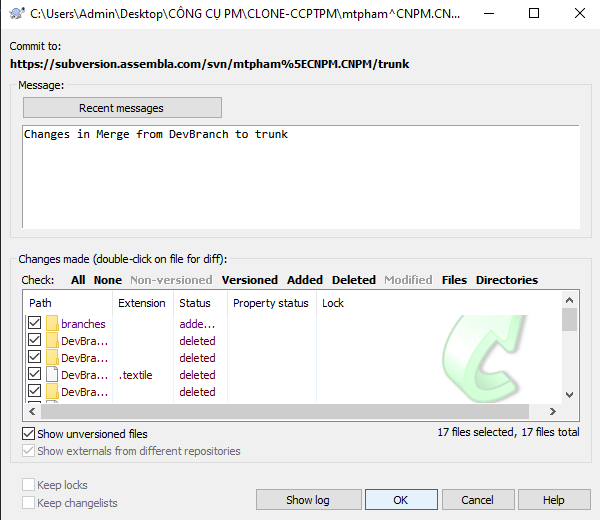 C:\Users\Admin\Desktop\CÔNG CỤ PM\CLONE-CCPTPM\mtpham^CNPM.CN...
Commit to:
https://subversion.assembla.com/svn/mtpham%5ECNPM.CNPM/trunk
Message:
Recent messages
Changes in Merge from DevBranch to trunk
Changes made (double-click on file for diff):
Check: All None Non-versioned Versioned Added Deleted Modified Files Directories
Path Extension Status Property status Lock
branches adde...
DevBra... deleted
DevBra... deleted
DevBra... .textile deleted
DevBra... deleted
Show unversioned files 17 files selected, 17 files total
Show externals from different repositories
Keep locks
Keep changelists
Show log OK Cancel Help